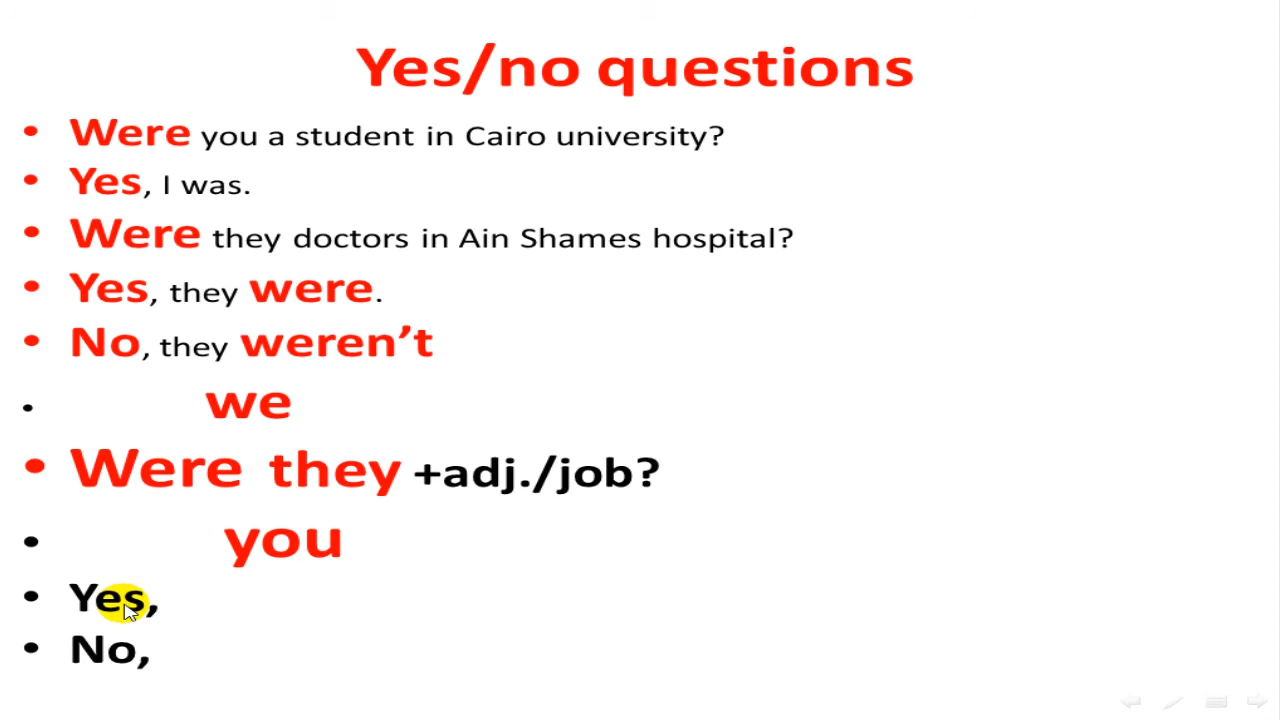 Yes/no questions
• Were you a student in Cairo university?
• Yes, I was.
• Were they doctors in Ain Shames hospital?
• Yes, they were.
• No, they weren’t
• we
• Were they +adj./job?
• you
• Yes,
• No,